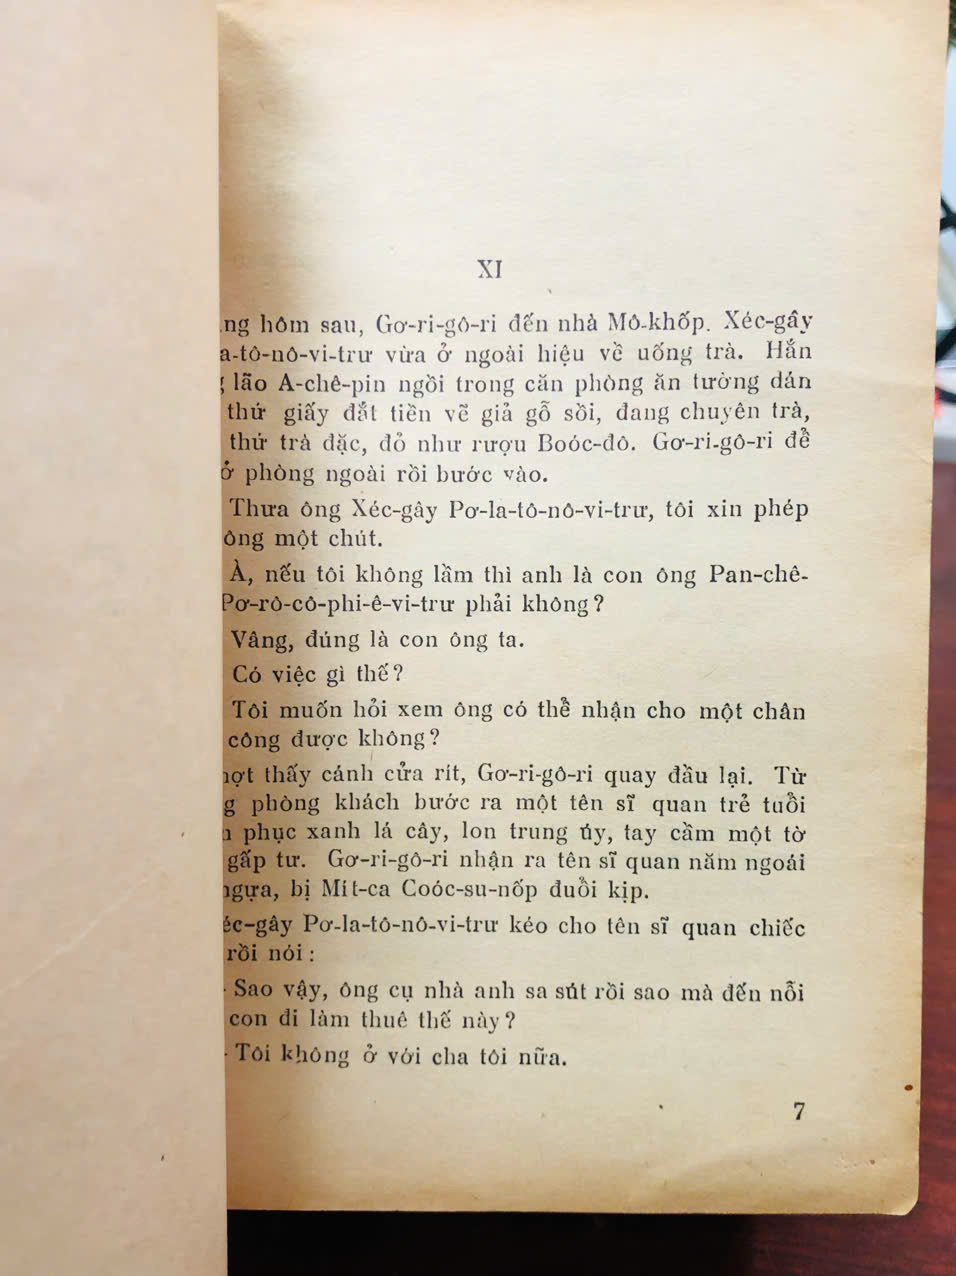 XI
ng hôm sau, Gơ-ri-gô-ri đến nhà Mô-khốp. Xéc-gây
a-tô-nô-vi-trư vừa ở ngoài hiệu về uống trà. Hắn
lão A-chê-pin ngồi trong căn phòng ăn tường dán
thứ giấy đắt tiền vẽ giả gỗ sồi, đang chuyên trà,
thứ trà đặc, đỏ như rượu Boóc-đô. Gơ-ri-gô-ri để
ở phòng ngoài rồi bước vào.
Thưa ông Xéc-gây Pơ-la-tô-nô-vi-trư, tôi xin phép
ông một chút.
À, nếu tôi không lầm thì anh là con ông Pan-chê-
Pơ-rô-cô-phi-ê-vi-trư phải không?
Vâng, đúng là con ông ta.
Có việc gì thế?
Tôi muốn hỏi xem ông có thể nhận cho một chân
công được không?
ợt thấy cánh cửa rít, Gơ-ri-gô-ri quay đầu lại. Từ
g phòng khách bước ra một tên sĩ quan trẻ tuổi
phục xanh lá cây, lon trung úy, tay cầm một tờ
gấp tư. Gơ-ri-gô-ri nhận ra tên sĩ quan năm ngoái
ngựa, bị Mít-ca Coóc-su-nốp đuổi kịp.
éc-gây Pơ-la-tô-nô-vi-trư kéo cho tên sĩ quan chiếc
rồi nói :
- Sao vậy, ông cụ nhà anh sa sút rồi sao mà đến nỗi
con đi làm thuê thế này?
- Tôi không ở với cha tôi nữa.
7